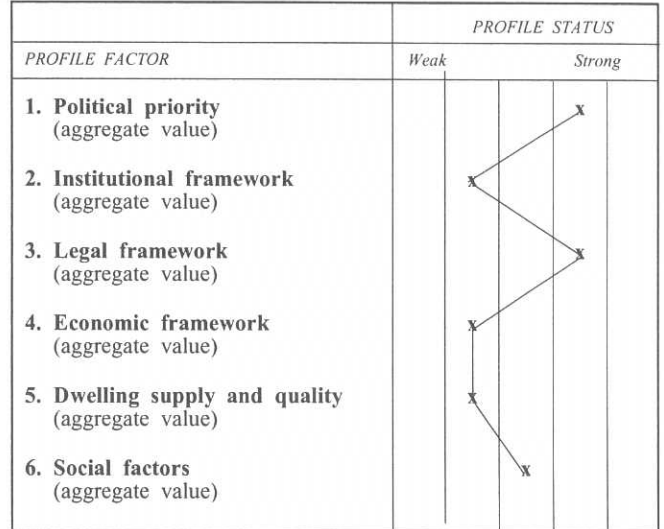 PROFILE STATUS
PROFILE FACTOR Weak Strong
1. Political priority x
(aggregate value)
2. Institutional framework x
(aggregate value)
3. Legal framework x
(aggregate value)
4. Economic framework x
(aggregate value)
5. Dwelling supply and quality x
(aggregate value)
6. Social factors x
(aggregate value)